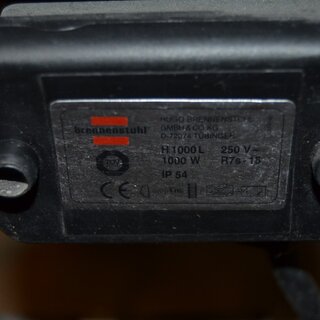 brennenstuhl
HUGO BRENNENSTUHL
GMBH & CO KG
D-72074 TÜBINGEN
H 1000 L 250 V~
1000 W R7s - 15
IP 54
CE